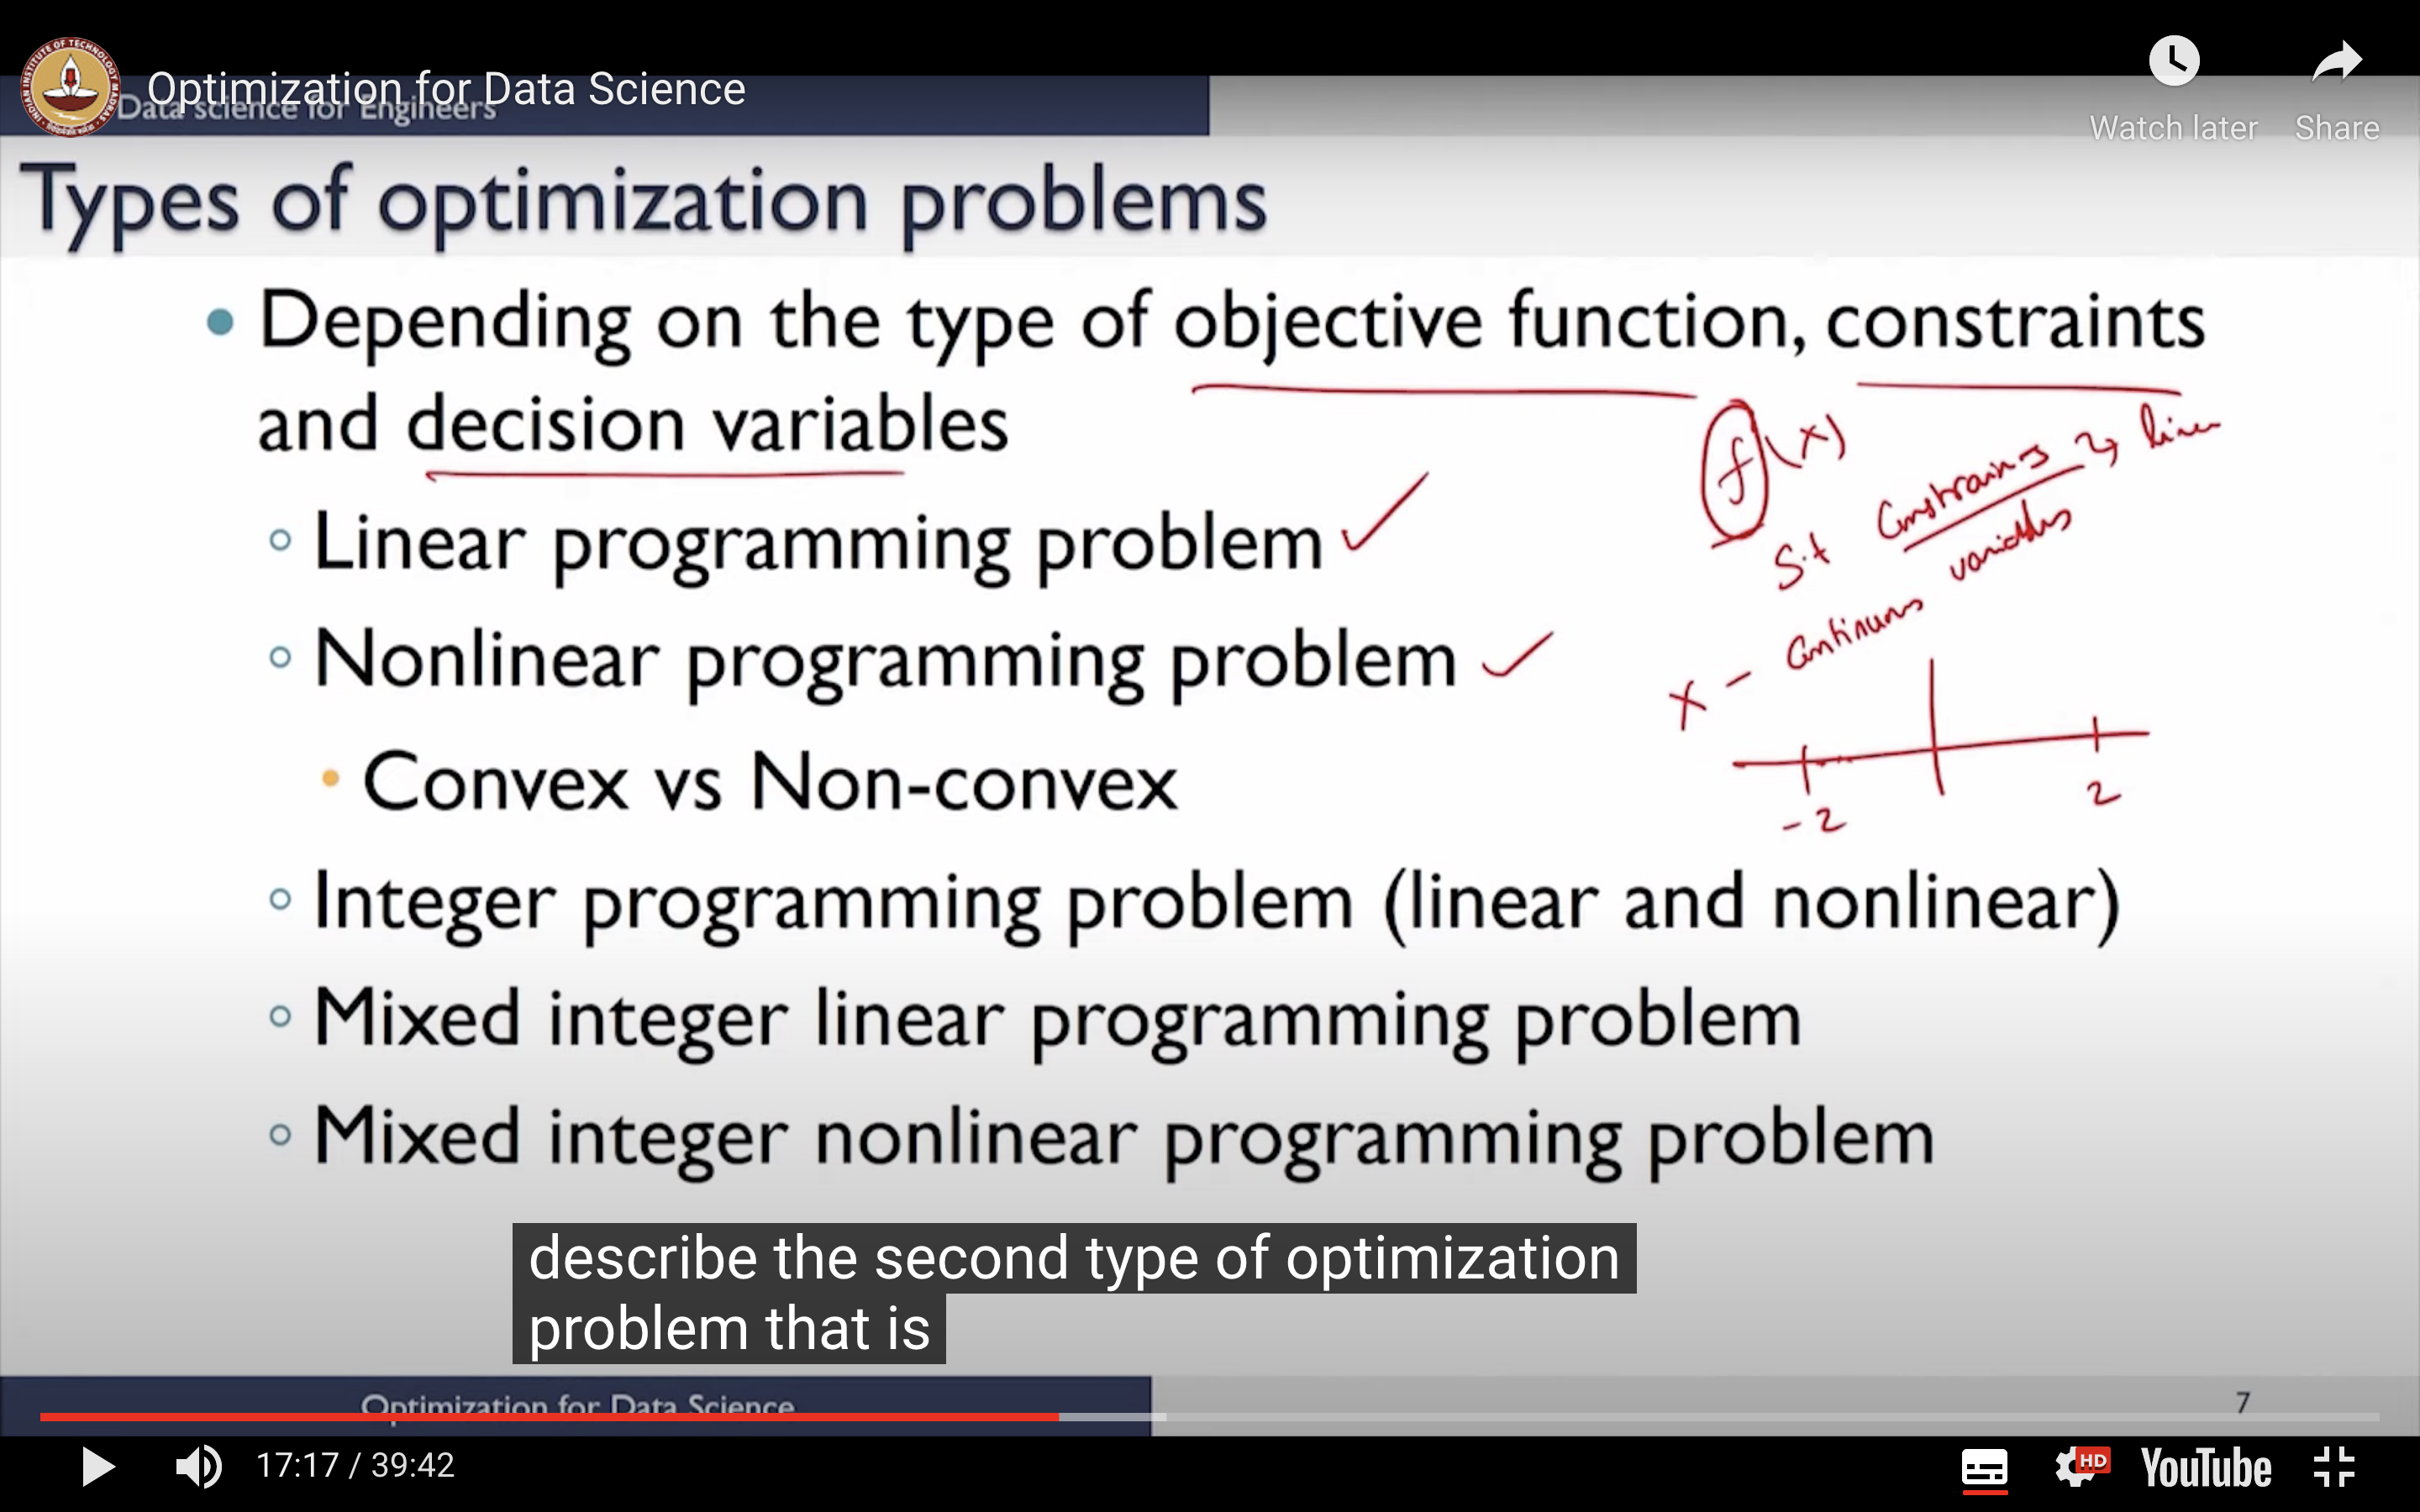 Optimization for Data Science
Data science for Engineers
Watch later
Share
Types of optimization problems
Depending on the type of objective function, constraints
and decision variables
f(x)
S.t Constraints → linear
variables
X - Continuous
-2
2
Linear programming problem
Nonlinear programming problem
Convex vs Non-convex
Integer programming problem (linear and nonlinear)
Mixed integer linear programming problem
Mixed integer nonlinear programming problem
describe the second type of optimization
problem that is
Optimization for Data Science
7
17:17 / 39:42
HD
YouTube